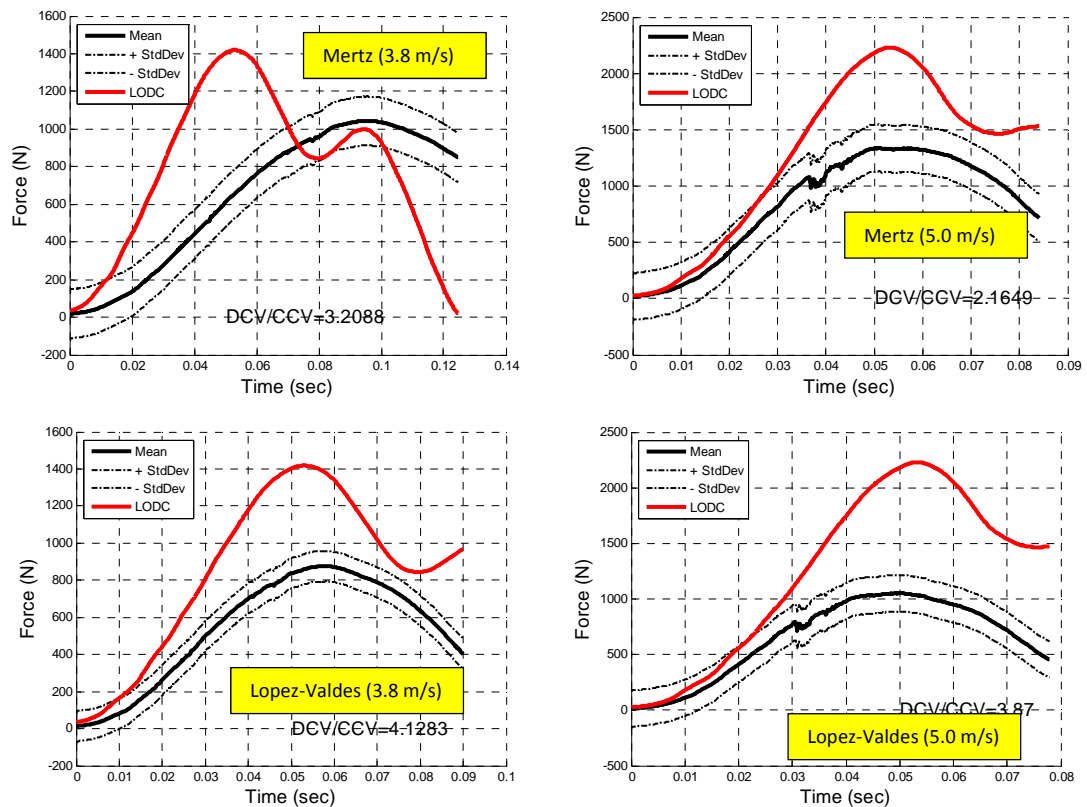 1600
1400
1200
1000
800
600
400
200
0
-200
Force (N)
Mean
+ StdDev
- StdDev
LODC
Mertz (3.8 m/s)
DCV/CCV=3.2088
0 0.02 0.04 0.06 0.08 0.1 0.12 0.14
Time (sec)
2500
2000
1500
1000
500
0
-500
Force (N)
Mean
+ StdDev
- StdDev
LODC
Mertz (5.0 m/s)
DCV/CCV=2.1649
0 0.01 0.02 0.03 0.04 0.05 0.06 0.07 0.08 0.09
Time (sec)
1600
1400
1200
1000
800
600
400
200
0
-200
Force (N)
Mean
+ StdDev
- StdDev
LODC
Lopez-Valdes (3.8 m/s)
DCV/CCV=4.1283
0 0.01 0.02 0.03 0.04 0.05 0.06 0.07 0.08 0.09 0.1
Time (sec)
2500
2000
1500
1000
500
0
-500
Force (N)
Mean
+ StdDev
- StdDev
LODC
DCV/CCV=3.87
Lopez-Valdes (5.0 m/s)
0 0.01 0.02 0.03 0.04 0.05 0.06 0.07 0.08
Time (sec)